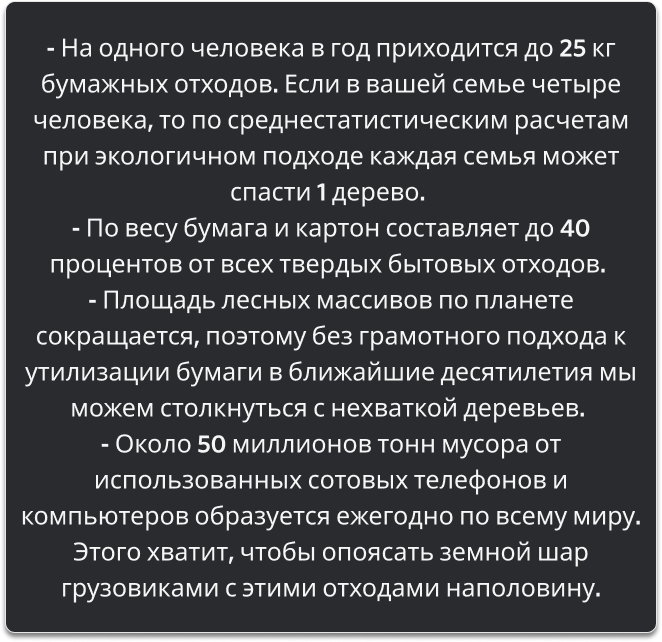 - На одного человека в год приходится до 25 кг
бумажных отходов. Если в вашей семье четыре
человека, то по среднестатистическим расчетам
при экологичном подходе каждая семья может
спасти 1 дерево.
- По весу бумага и картон составляет до 40
процентов от всех твердых бытовых отходов.
- Площадь лесных массивов по планете
сокращается, поэтому без грамотного подхода к
утилизации бумаги в ближайшие десятилетия мы
можем столкнуться с нехваткой деревьев.
- Около 50 миллионов тонн мусора от
использованных сотовых телефонов и
компьютеров образуется ежегодно по всему миру.
Этого хватит, чтобы опоясать земной шар
грузовиками с этими отходами наполовину.